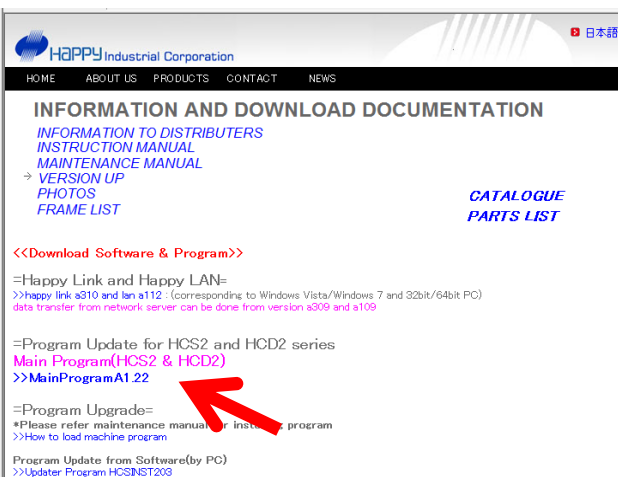 日本語
HAPPY Industrial Corporation
HOME ABOUT US PRODUCTS CONTACT NEWS
INFORMATION AND DOWNLOAD DOCUMENTATION
INFORMATION TO DISTRIBUTERS
INSTRUCTION MANUAL
MAINTENANCE MANUAL
VERSION UP
PHOTOS
FRAME LIST
CATALOGUE
PARTS LIST
<<Download Software & Program>>
=Happy Link and Happy LAN=
>>happy link a310 and lan a112 : (corresponding to Windows Vista/Windows 7 and 32bit/64bit PC)
data transfer from network server can be done from version a309 and a109
=Program Update for HCS2 and HCD2 series
Main Program(HCS2 & HCD2)
>>MainProgramA1.22
=Program Upgrade=
*Please refer maintenance manual program
>>How to load machine program
Program Update from Software(by PC)
>>Updater Program HCSINST203